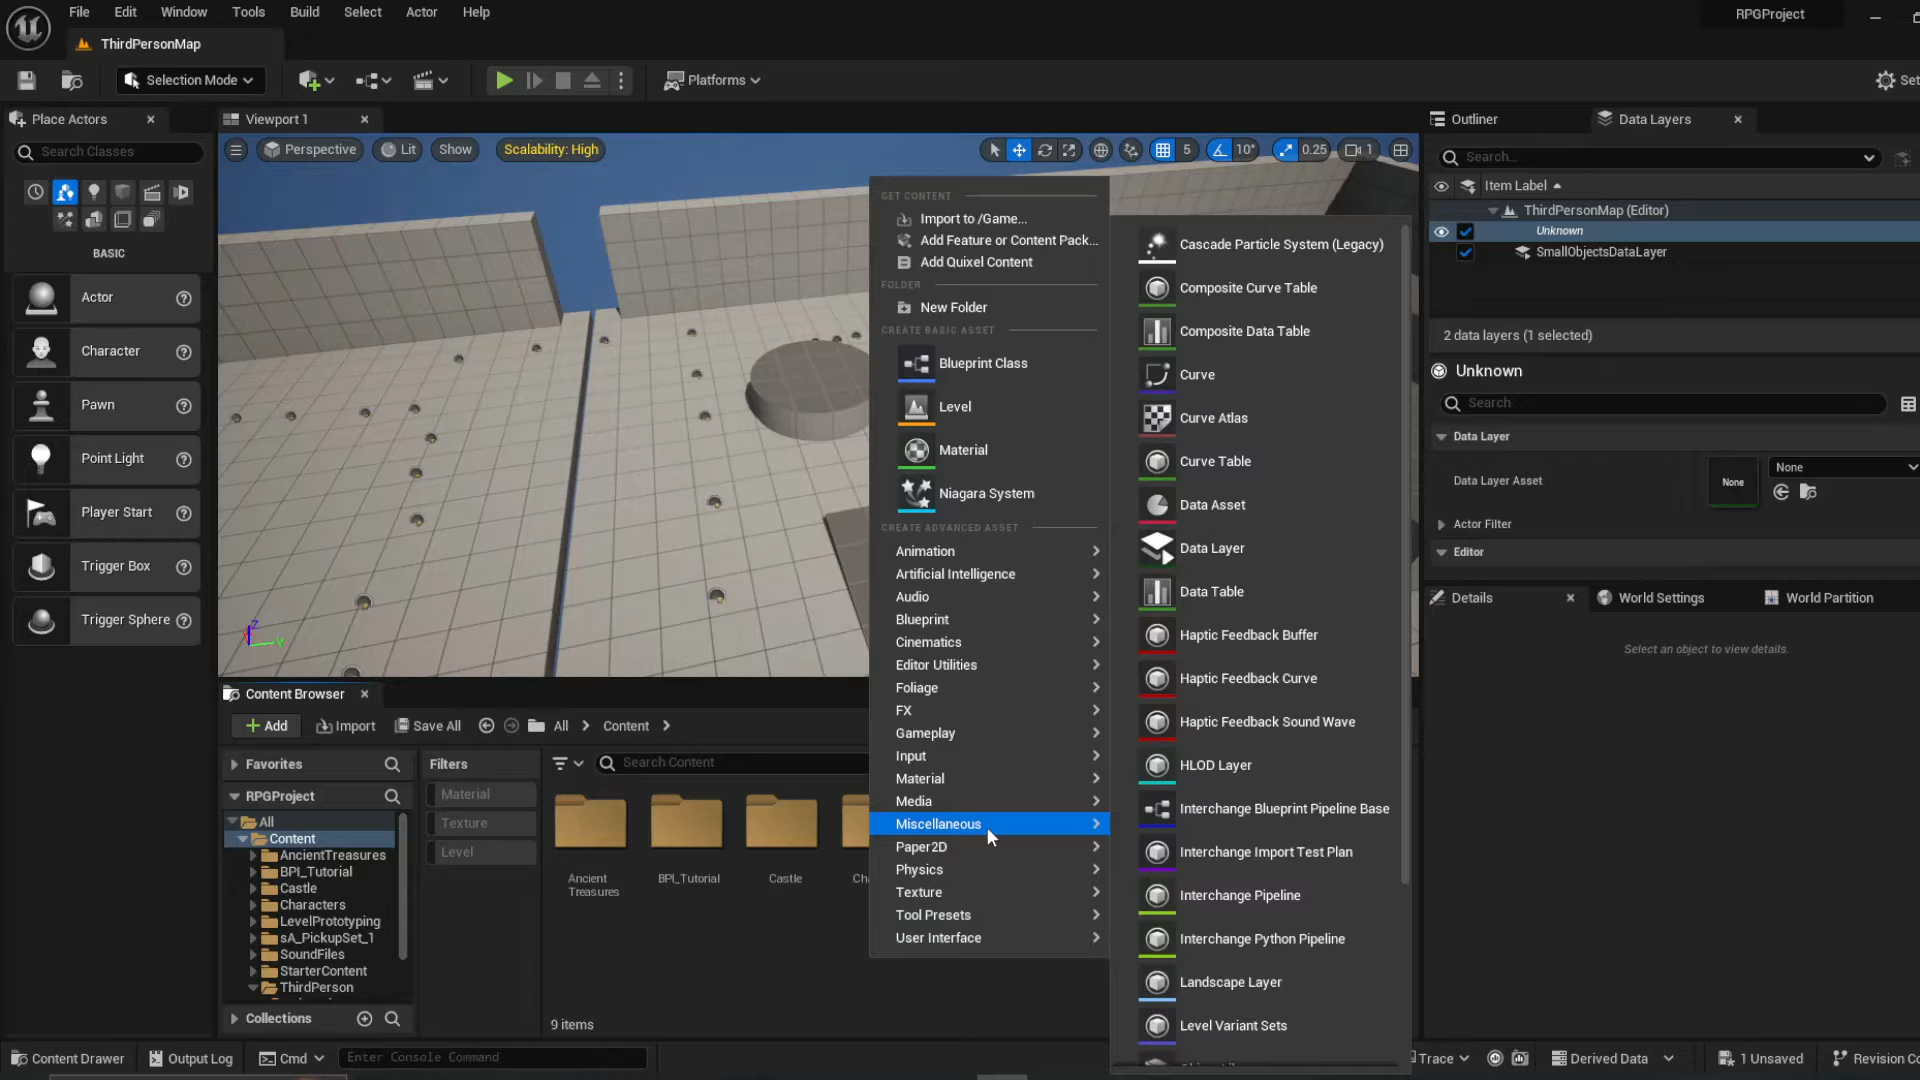 File Edit Window Tools Build Select Actor Help
RPGProject
ThirdPersonMap
Selection Mode
Platforms
Set
Place Actors
Viewport 1
Outliner
Data Layers
Search Classes
Perspective
Lit
Show
Scalability: High
5
10°
0.25
1
Search...
Item Label
ThirdPersonMap (Editor)
Unknown
SmallObjectsDataLayer
2 data layers (1 selected)
Unknown
Search
Data Layer
Data Layer Asset
None
None
Actor Filter
Editor
Details
World Settings
World Partition
Select an object to view details.
BASIC
Actor
Character
Pawn
Point Light
Player Start
Trigger Box
Trigger Sphere
Z
Y
GET CONTENT
Import to /Game...
Add Feature or Content Pack...
Add Quixel Content
FOLDER
New Folder
CREATE BASIC ASSET
Blueprint Class
Level
Material
Niagara System
CREATE ADVANCED ASSET
Animation
Artificial Intelligence
Audio
Blueprint
Cinematics
Editor Utilities
Foliage
FX
Gameplay
Input
Material
Media
Miscellaneous
Paper2D
Physics
Texture
Tool Presets
User Interface
Cascade Particle System (Legacy)
Composite Curve Table
Composite Data Table
Curve
Curve Atlas
Curve Table
Data Asset
Data Layer
Data Table
Haptic Feedback Buffer
Haptic Feedback Curve
Haptic Feedback Sound Wave
HLOD Layer
Interchange Blueprint Pipeline Base
Interchange Import Test Plan
Interchange Pipeline
Interchange Python Pipeline
Landscape Layer
Level Variant Sets
Content Browser
Add
Import
Save All
All
Content
Favorites
RPGProject
All
Content
AncientTreasures
BPI_Tutorial
Castle
Characters
LevelPrototyping
sA_PickupSet_1
SoundFiles
StarterContent
ThirdPerson
Collections
Filters
Material
Texture
Level
Search Content
Ancient
Treasures
BPI_Tutorial
Castle
Ch
9 items
Content Drawer
Output Log
Cmd
Enter Console Command
Trace
Derived Data
1 Unsaved
Revision Co